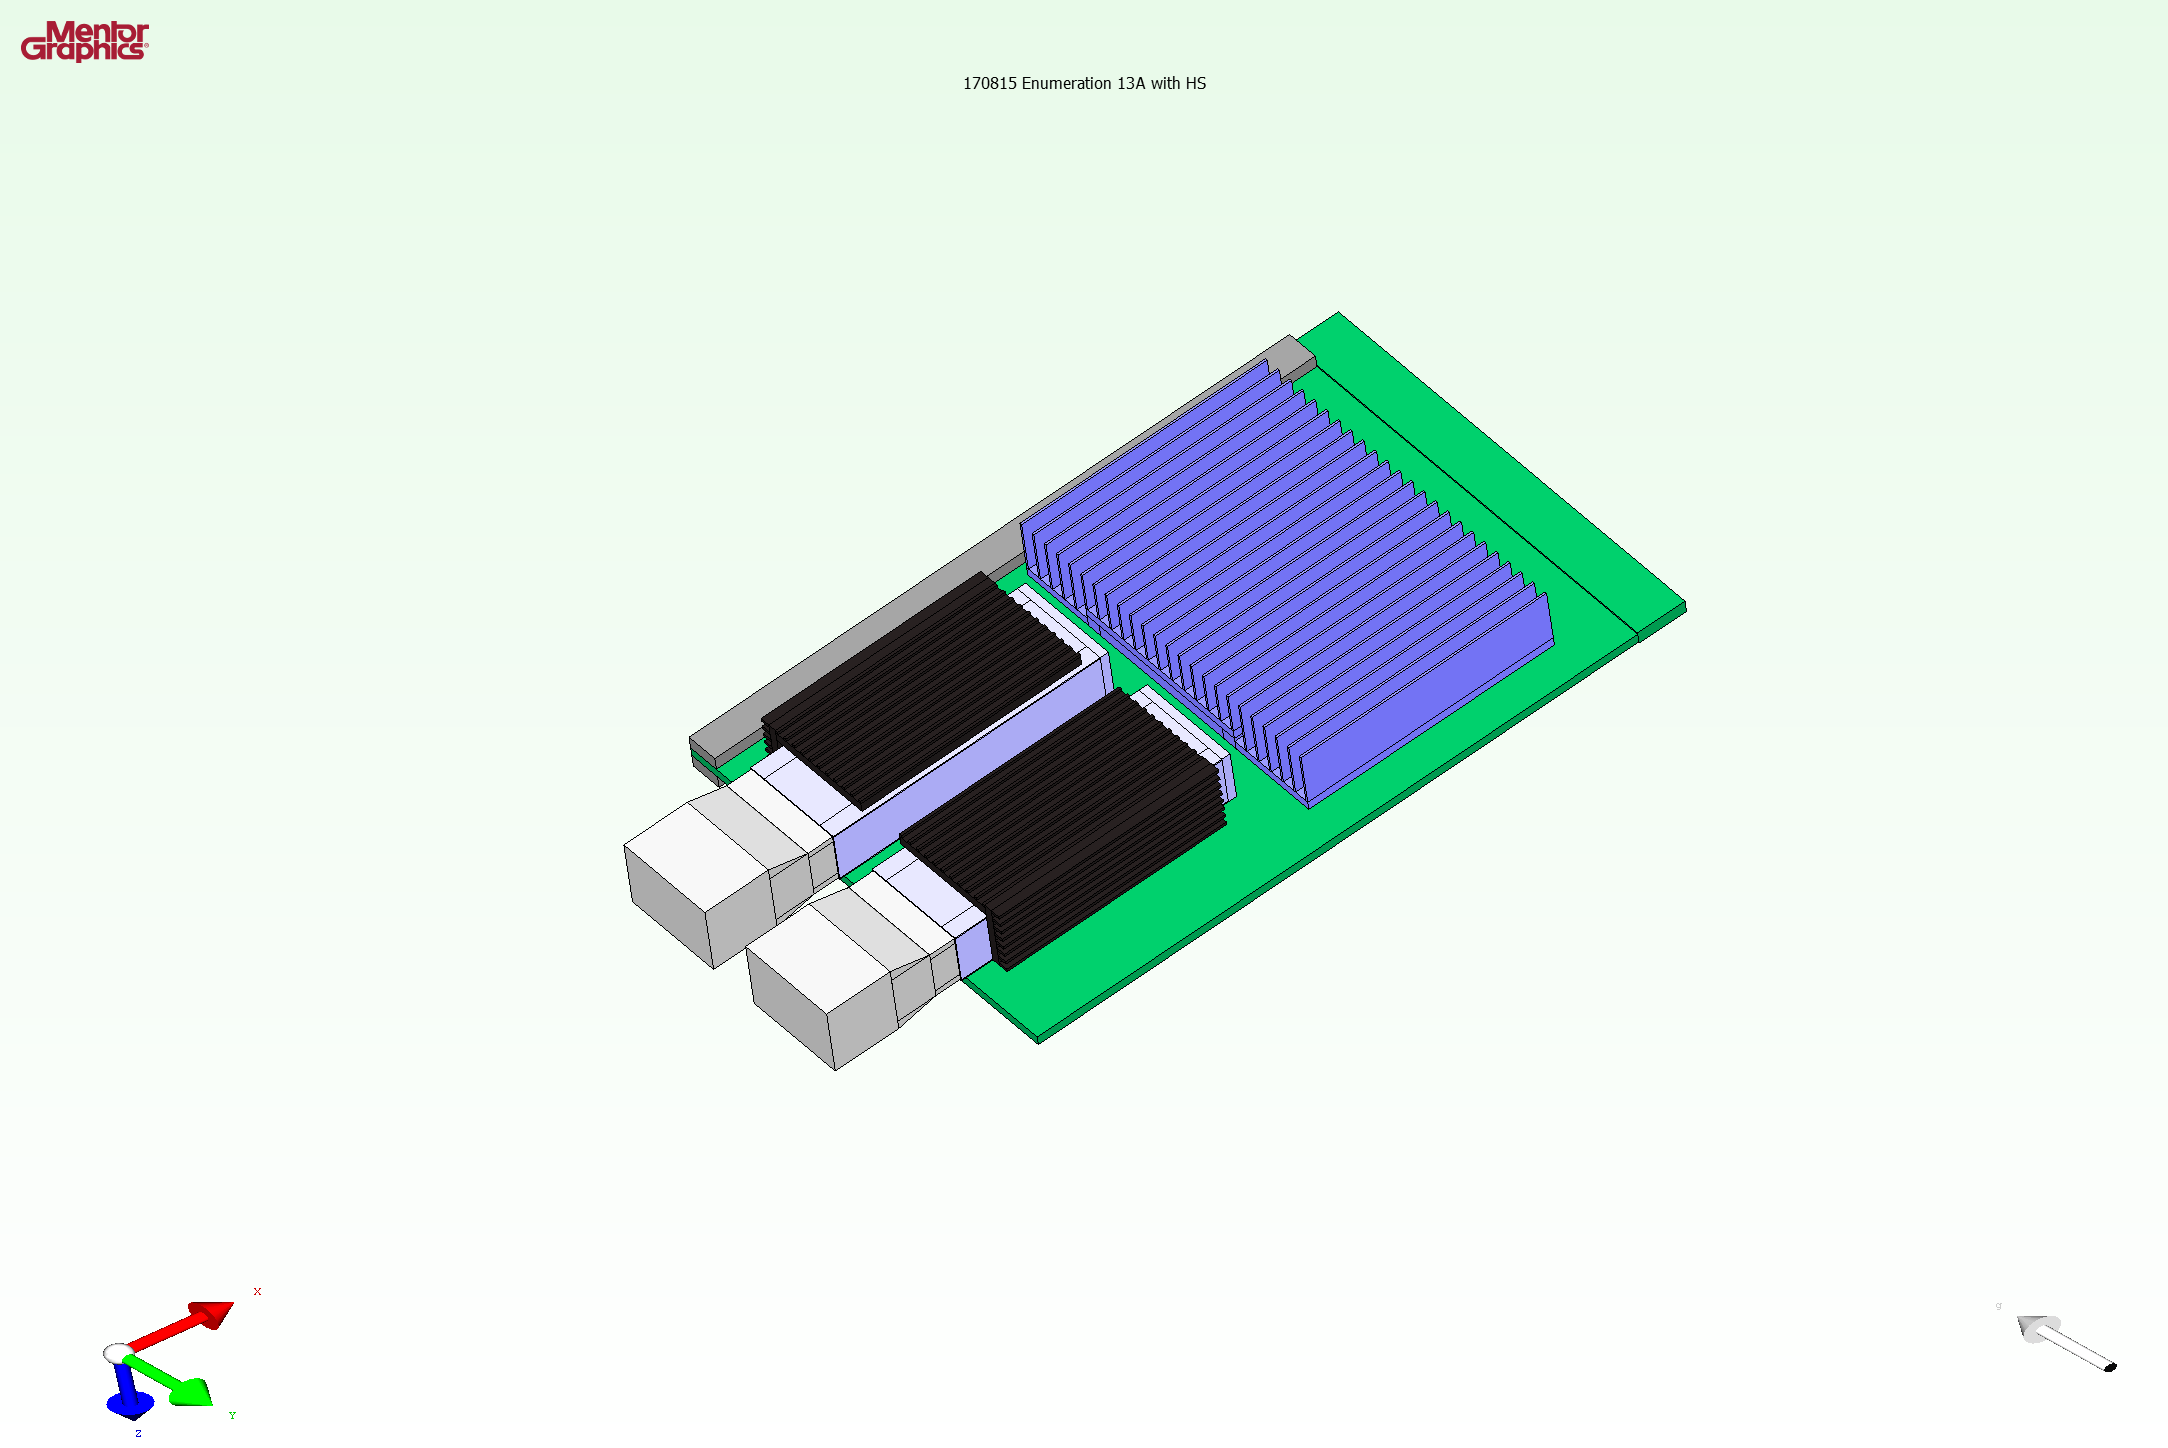 Mentor
Graphics®
170815 Enumeration 13A with HS
X
Y
Z
g